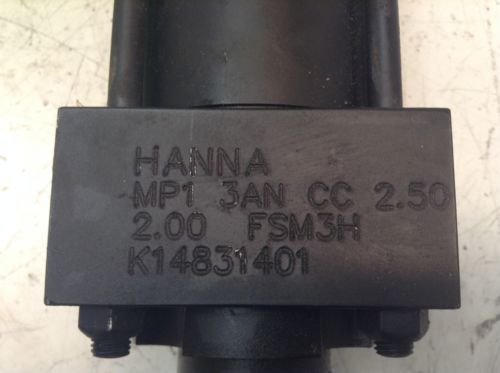 HANNA
MP1 3AN CC 2.50
2.00 FSM3H
K14831401